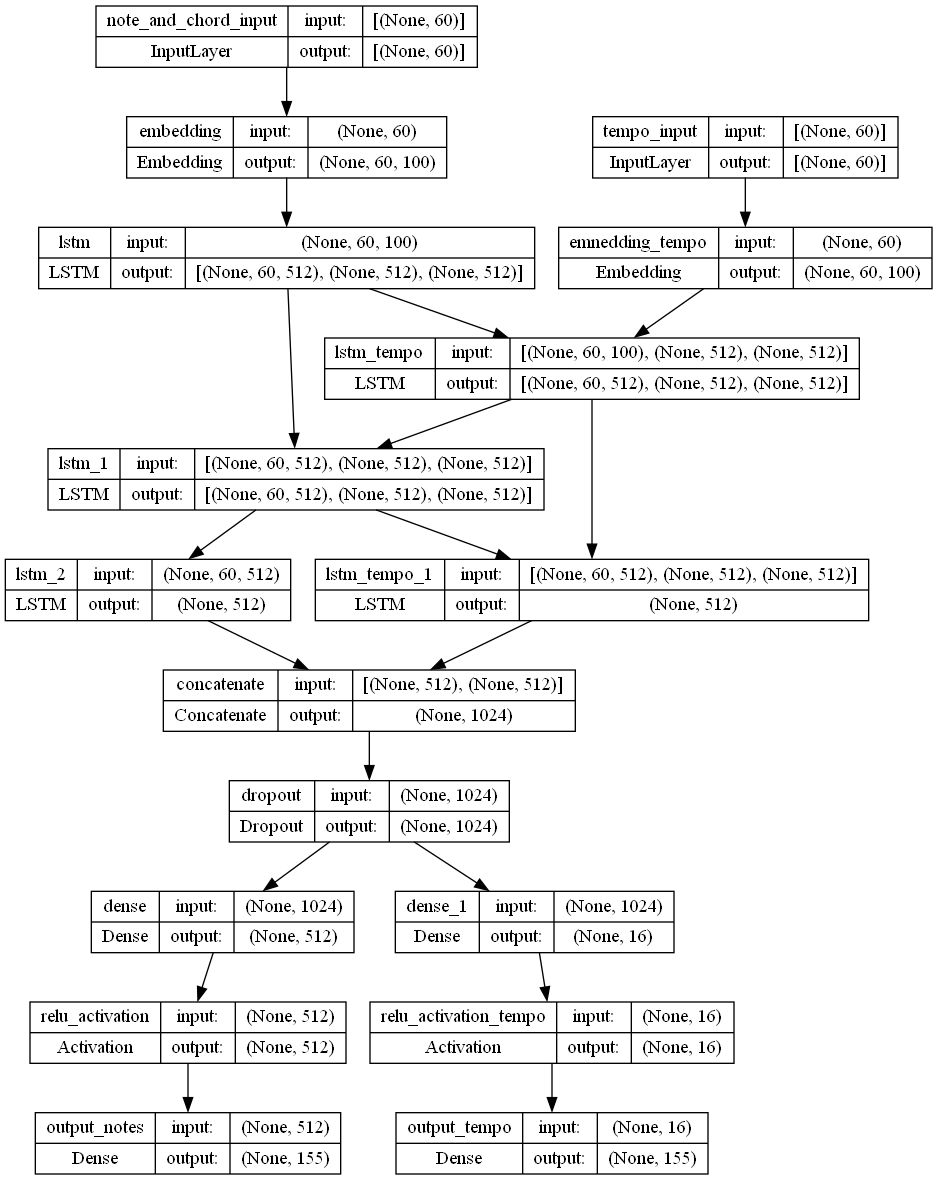 note_and_chord_input input: [(None, 60)]
InputLayer output: [(None, 60)]
embedding input: (None, 60)
Embedding output: (None, 60, 100)
tempo_input input: [(None, 60)]
InputLayer output: [(None, 60)]
lstm input: (None, 60, 100)
LSTM output: [(None, 60, 512), (None, 512), (None, 512)]
emnedding_tempo input: (None, 60)
Embedding output: (None, 60, 100)
lstm_tempo input: [(None, 60, 100), (None, 512), (None, 512)]
LSTM output: [(None, 60, 512), (None, 512), (None, 512)]
lstm_1 input: [(None, 60, 512), (None, 512), (None, 512)]
LSTM output: [(None, 60, 512), (None, 512), (None, 512)]
lstm_2 input: (None, 60, 512)
LSTM output: (None, 512)
lstm_tempo_1 input: [(None, 60, 512), (None, 512), (None, 512)]
LSTM output: (None, 512)
concatenate input: [(None, 512), (None, 512)]
Concatenate output: (None, 1024)
dropout input: (None, 1024)
Dropout output: (None, 1024)
dense input: (None, 1024)
Dense output: (None, 512)
dense_1 input: (None, 1024)
Dense output: (None, 16)
relu_activation input: (None, 512)
Activation output: (None, 512)
relu_activation_tempo input: (None, 16)
Activation output: (None, 16)
output_notes input: (None, 512)
Dense output: (None, 155)
output_tempo input: (None, 16)
Dense output: (None, 155)